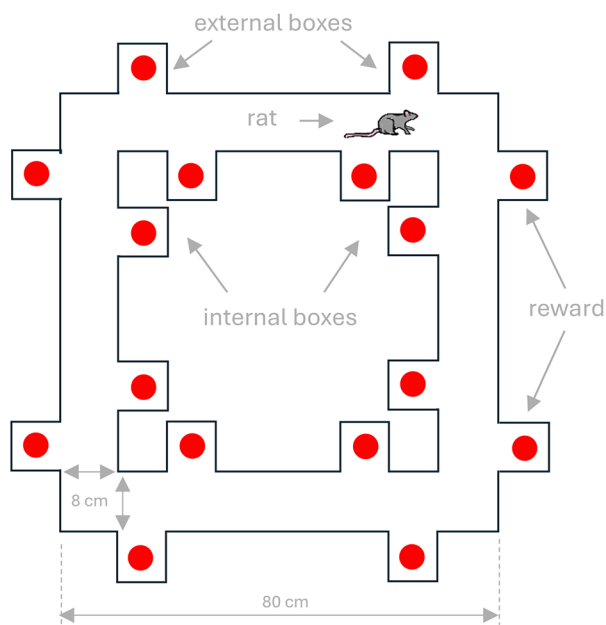 external boxes
rat
internal boxes
reward
8 cm
80 cm